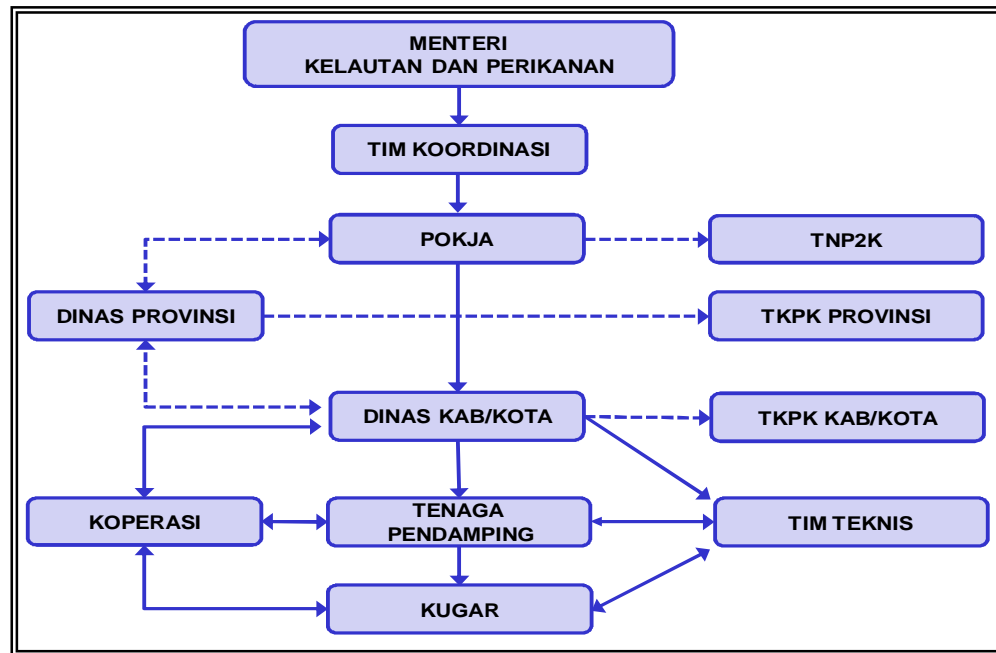 MENTERI
KELAUTAN DAN PERIKANAN
TIM KOORDINASI
POKJA
TNP2K
DINAS PROVINSI
TKPK PROVINSI
DINAS KAB/KOTA
TKPK KAB/KOTA
KOPERASI
TENAGA
PENDAMPING
TIM TEKNIS
KUGAR